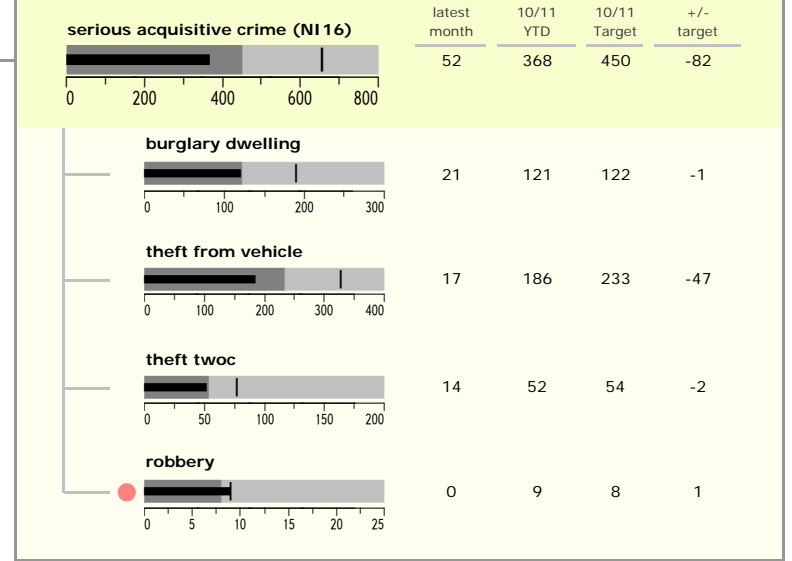 latest 10/11 10/11 +/-
serious acquisitive crime (NI16) month YTD Target target
52 368 450 -82
0 200 400 600 800
burglary dwelling
21 121 122 -1
0 100 200 300
theft from vehicle
17 186 233 -47
0 100 200 300 400
theft twoc
14 52 54 -2
0 50 100 150 200
robbery
0 9 8 1
0 5 10 15 20 25